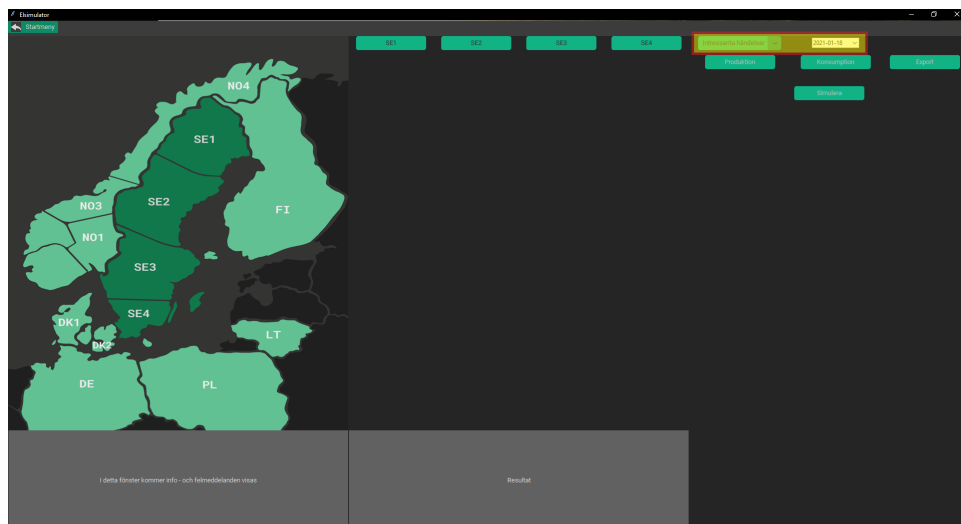 Elsimulator
Startmeny
SE1 SE2 SE3 SE4 Intressanta händelser 2021-01-18
Produktion Konsumption Export
Simulera
NO4
SE1
SE2
NO3
FI
NO1
SE3
SE4
DK1
LT
DK2
DE
PL
I detta fönster kommer info - och felmeddelanden visas
Resultat